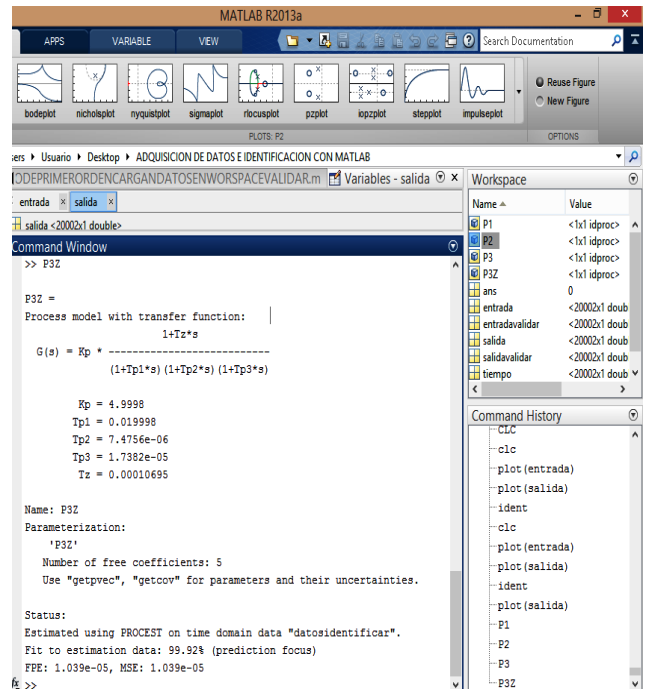 MATLAB R2013a
APPS VARIABLE VIEW Search Documentation
bodeplot nicholsplot nyquistplot sigmaplot rlocusplot pzplot iopzplot stepplot impulseplot
Reuse Figure
New Figure
PLOTS: P2 OPTIONS
sers ▸ Usuario ▸ Desktop ▸ ADQUISICION DE DATOS E IDENTIFICACION CON MATLAB
ODEPRIMERORDENCARGANDATOSENWORSPACEVALIDAR.m Variables - salida
entrada × salida ×
salida <20002x1 double>
Command Window
>> P3Z
P3Z =
Process model with transfer function:
1+Tz*s
G(s) = Kp * ---------------------------
(1+Tp1*s)(1+Tp2*s)(1+Tp3*s)
Kp = 4.9998
Tp1 = 0.019998
Tp2 = 7.4756e-06
Tp3 = 1.7382e-05
Tz = 0.00010695
Name: P3Z
Parameterization:
'P3Z'
Number of free coefficients: 5
Use "getpvec", "getcov" for parameters and their uncertainties.
Status:
Estimated using PROCEST on time domain data "datosidentificar".
Fit to estimation data: 99.92% (prediction focus)
FPE: 1.039e-05, MSE: 1.039e-05
fx >>
Workspace
Name Value
P1 <1x1 idproc>
P2 <1x1 idproc>
P3 <1x1 idproc>
P3Z <1x1 idproc>
ans 0
entrada <20002x1 doub
entradavalidar <20002x1 doub
salida <20002x1 doub
salidavalidar <20002x1 doub
tiempo <20002x1 doub
Command History
CLC
clc
plot(entrada)
plot(salida)
ident
clc
plot(entrada)
plot(salida)
ident
plot(salida)
P1
P2
P3
P3Z